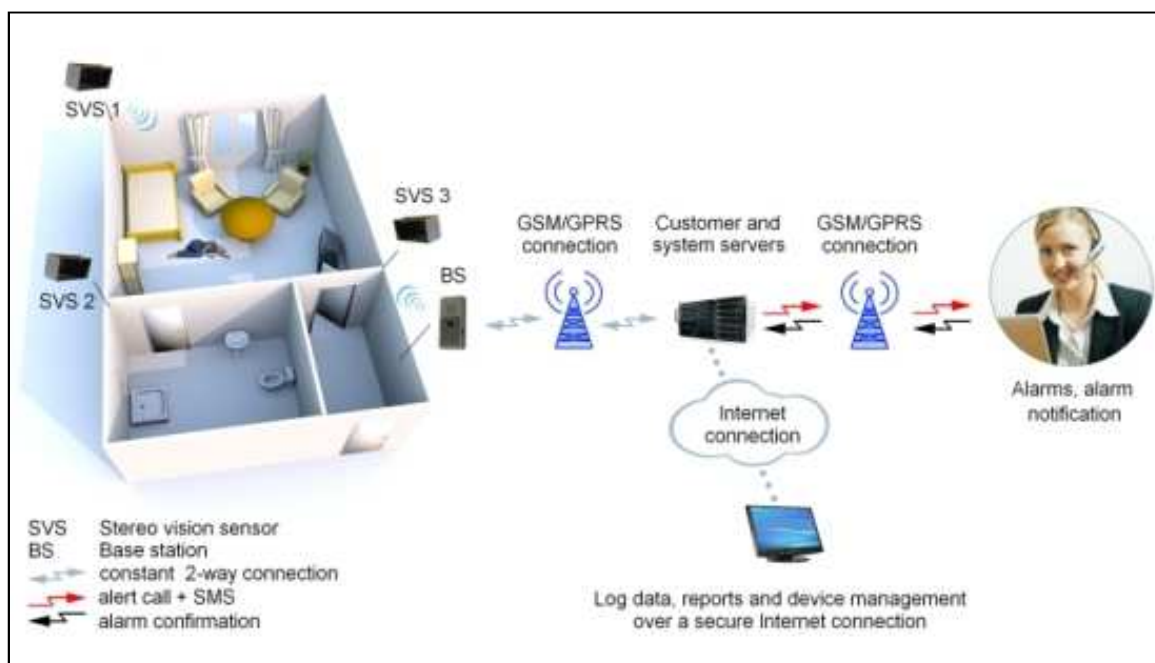 SVS 1
SVS 3
SVS 2
BS
GSM/GPRS
connection
Customer and
system servers
GSM/GPRS
connection
Alarms, alarm
notification
Internet
connection
SVS Stereo vision sensor
BS Base station
constant 2-way connection
alert call + SMS
alarm confirmation
Log data, reports and device management
over a secure Internet connection